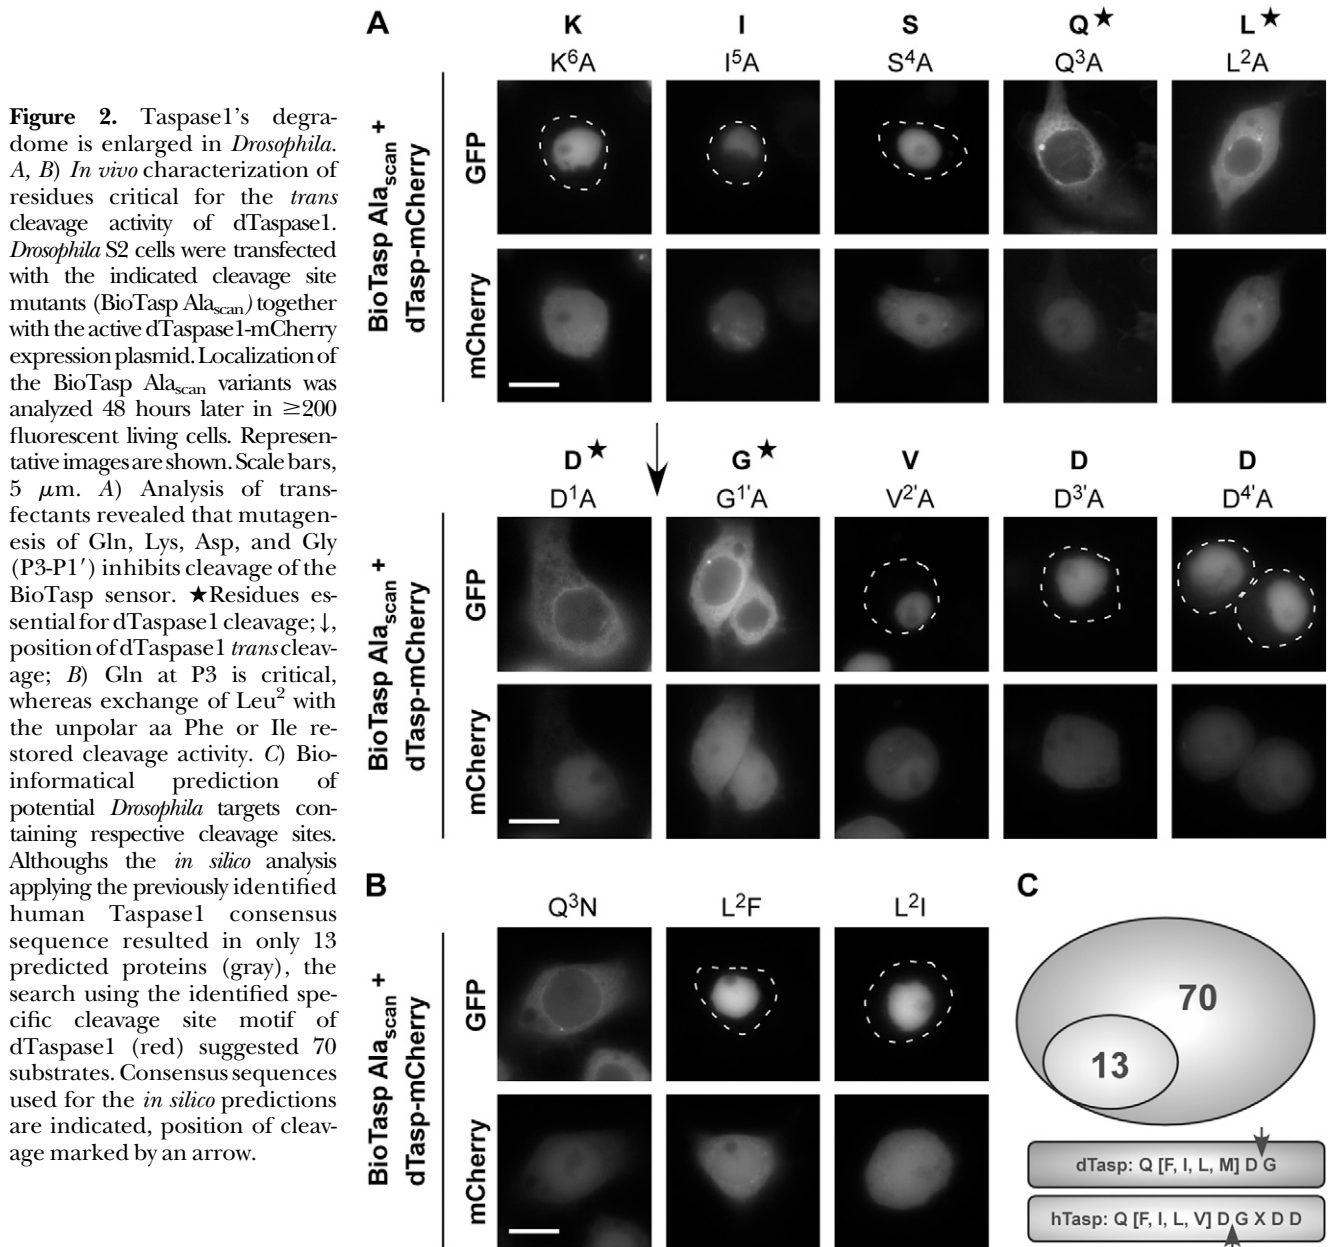 Figure 2. Taspase1's degra-
dome is enlarged in Drosophila.
A, B) In vivo characterization of
residues critical for the trans
cleavage activity of dTaspase1.
Drosophila S2 cells were transfected
with the indicated cleavage site
mutants (BioTasp Alascan) together
with the active dTaspase1-mCherry
expression plasmid. Localization of
the BioTasp Alascan variants was
analyzed 48 hours later in ≥200
fluorescent living cells. Represen-
tative images are shown. Scale bars,
5 μm. A) Analysis of trans-
fectants revealed that mutagen-
esis of Gln, Lys, Asp, and Gly
(P3-P1′) inhibits cleavage of the
BioTasp sensor. ★Residues es-
sential for dTaspase1 cleavage; ↓,
position of dTaspase1 trans cleav-
age; B) Gln at P3 is critical,
whereas exchange of Leu² with
the unpolar aa Phe or Ile re-
stored cleavage activity. C) Bio-
informatical prediction of
potential Drosophila targets con-
taining respective cleavage sites.
Althoughs the in silico analysis
applying the previously identified
human Taspase1 consensus
sequence resulted in only 13
predicted proteins (gray), the
search using the identified spe-
cific cleavage site motif of
dTaspase1 (red) suggested 70
substrates. Consensus sequences
used for the in silico predictions
are indicated, position of cleav-
age marked by an arrow.
A
K I S Q★ L★
K⁶A I⁵A S⁴A Q³A L²A
BioTasp Alascan +
dTasp-mCherry
GFP
mCherry
D★ G★ V D D
D¹A G¹'A V²'A D³'A D⁴'A
BioTasp Alascan +
dTasp-mCherry
GFP
mCherry
B
Q³N L²F L²I
BioTasp Alascan +
dTasp-mCherry
GFP
mCherry
C
70
13
dTasp: Q [F, I, L, M] D G
hTasp: Q [F, I, L, V] D G X D D